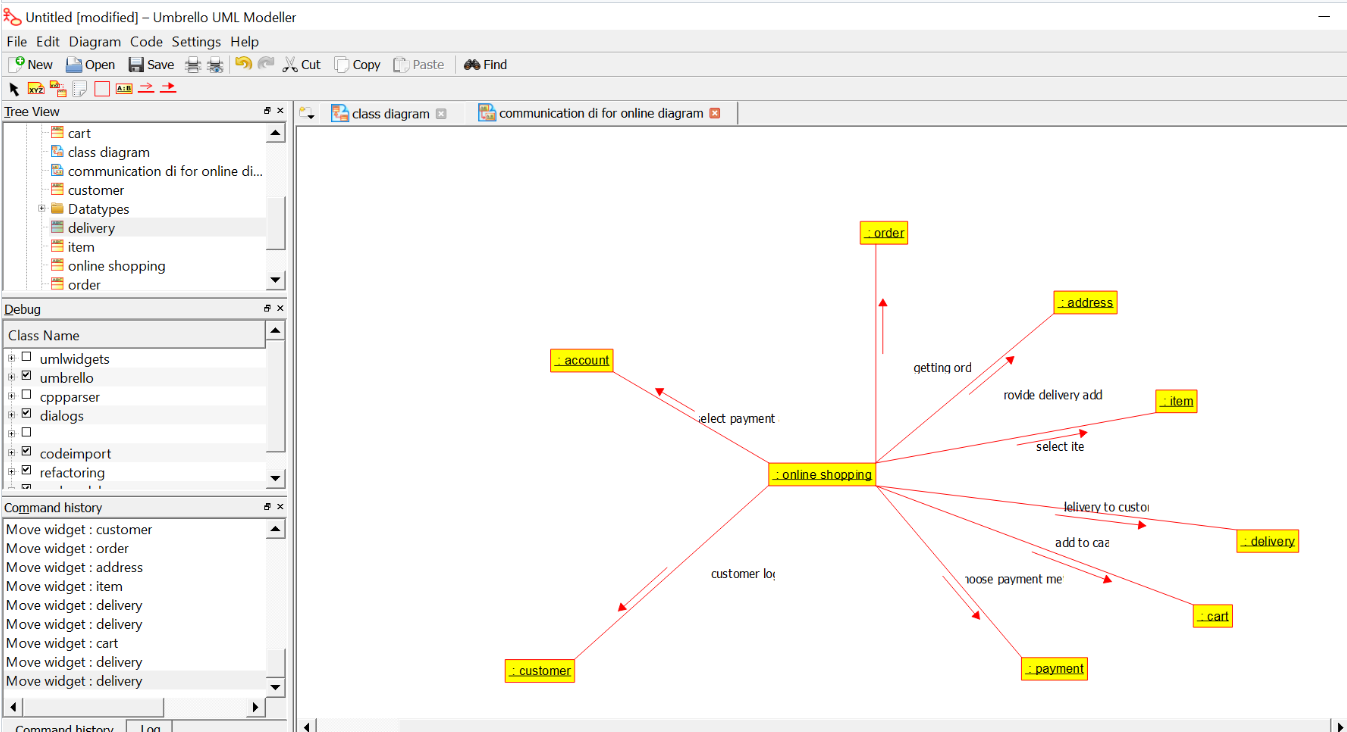 Untitled [modified] – Umbrello UML Modeller
File Edit Diagram Code Settings Help
New Open Save Cut Copy Paste Find
XYZ A:B
Tree View
class diagram
communication di for online diagram
cart
class diagram
communication di for online di...
customer
Datatypes
delivery
item
online shopping
order
Debug
Class Name
umlwidgets
umbrello
cppparser
dialogs
codeimport
refactoring
Command history
Move widget : customer
Move widget : order
Move widget : address
Move widget : item
Move widget : delivery
Move widget : delivery
Move widget : cart
Move widget : delivery
Move widget : delivery
Command history Log
: order
: address
: account
getting ord
rovide delivery add
: item
elect payment
select ite
: online shopping
lelivery to custor
: delivery
add to caa
customer log
hoose payment me
: cart
: customer
: payment